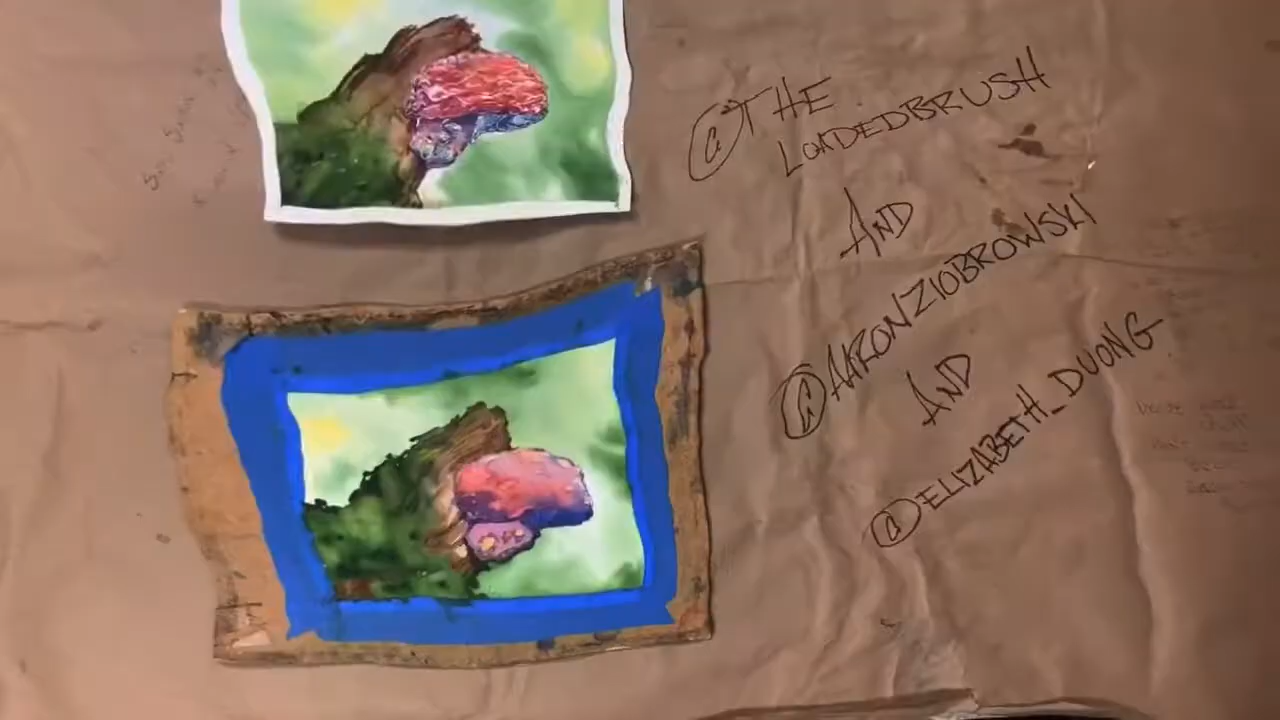 @THE
LOADEDBRUSH
AND
@AARONZIOBROWSKI
AND
@ELIZABETH_DUONG